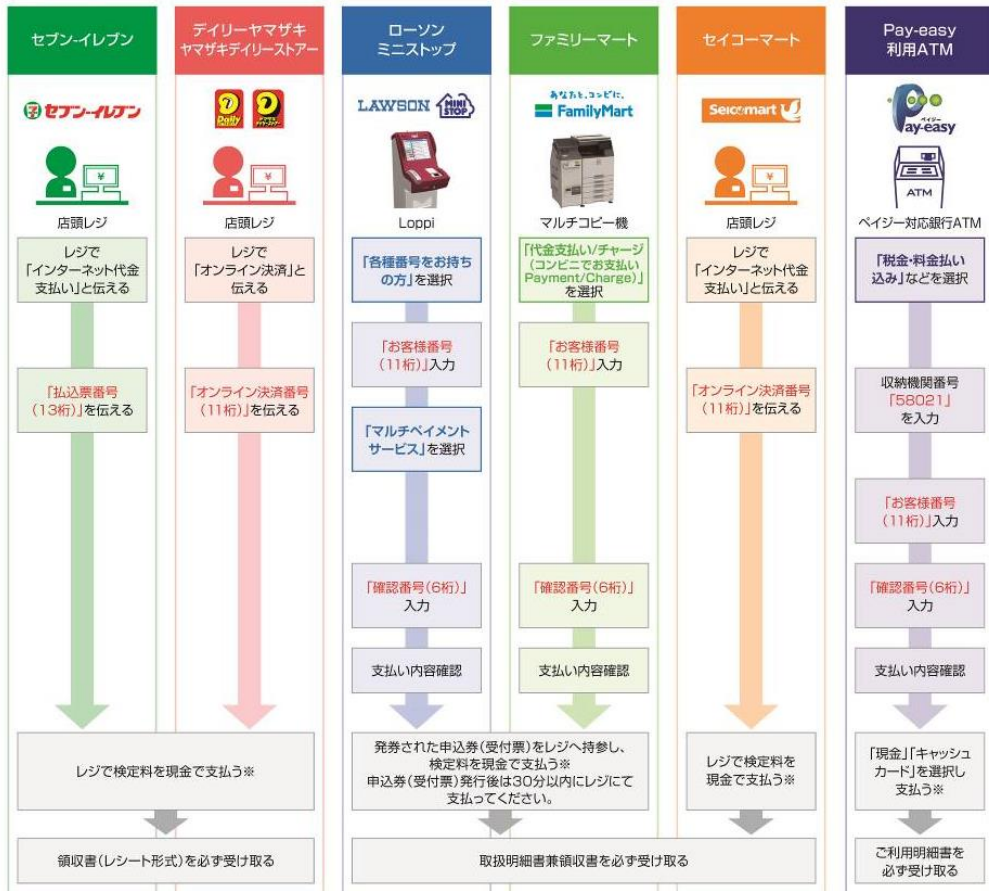 セブン-イレブン
セブン-イレブン
店頭レジ
レジで
「インターネット代金
支払い」と伝える
「払込票番号
(13桁)」を伝える
デイリーヤマザキ
ヤマザキデイリーストアー
Daily
店頭レジ
レジで
「オンライン決済」と
伝える
「オンライン決済番号
(11桁)」を伝える
レジで検定料を現金で支払う※
領収書(レシート形式)を必ず受け取る
ローソン
ミニストップ
LAWSON
MINI
STOP
Loppi
「各種番号をお持ち
の方」を選択
「お客様番号
(11桁)」入力
「マルチペイメント
サービス」を選択
「確認番号(6桁)」
入力
支払い内容確認
ファミリーマート
あなたと、コンビに、
FamilyMart
マルチコピー機
「代金支払い/チャージ
(コンビニでお支払い
Payment/Charge)」
を選択
「お客様番号
(11桁)」入力
「確認番号(6桁)」
入力
支払い内容確認
発券された申込券(受付票)をレジへ持参し、
検定料を現金で支払う※
申込券(受付票)発行後は30分以内にレジにて
支払ってください。
セイコーマート
Seicomart
店頭レジ
レジで
「インターネット代金
支払い」と伝える
「オンライン決済番号
(11桁)」を伝える
レジで検定料を
現金で支払う※
取扱明細書兼領収書を必ず受け取る
Pay-easy
利用ATM
ペイジー
Pay-easy
ATM
ペイジー対応銀行ATM
「税金・料金払い
込み」などを選択
収納機関番号
「58021」
を入力
「お客様番号
(11桁)」入力
「確認番号(6桁)」
入力
支払い内容確認
「現金」「キャッシュ
カード」を選択し
支払う※
ご利用明細書を
必ず受け取る